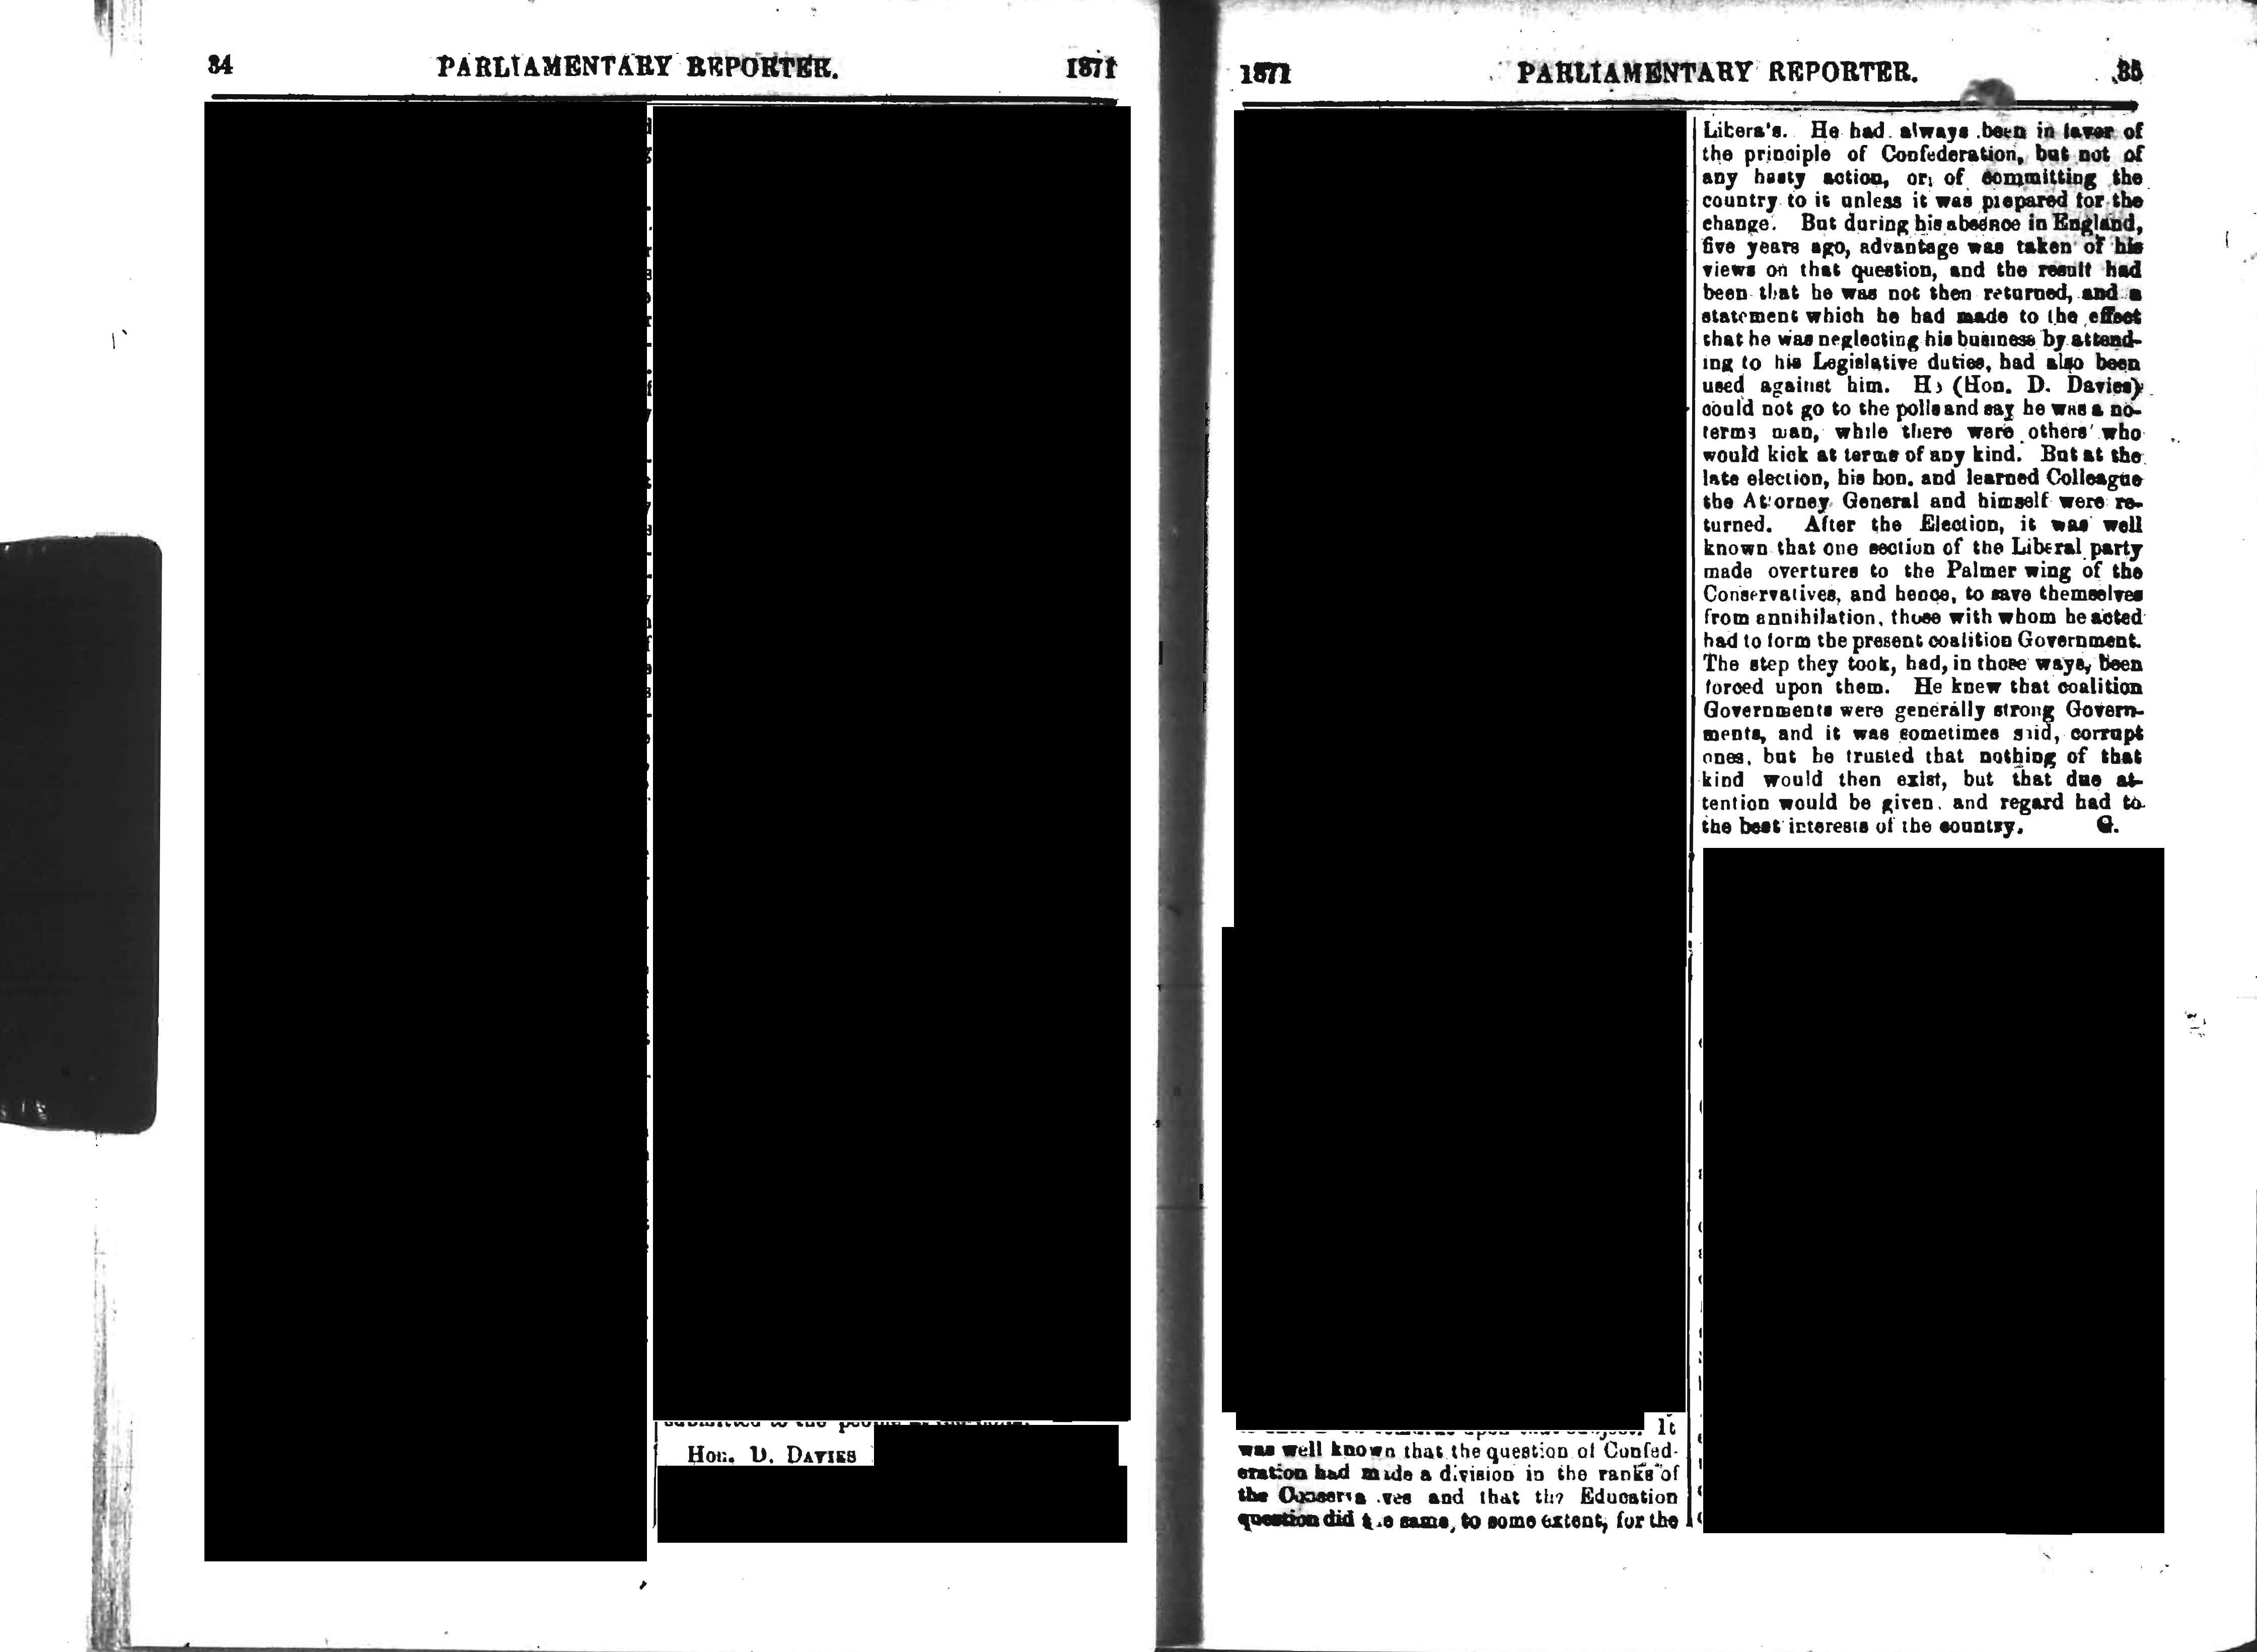 34 PARLIAMENTARY REPORTER. 1871
Hon. D. DAVIES
1871 PARLIAMENTARY REPORTER. 35
It
was well known that the question of Confed-
eration had made a division in the ranks of
the and that the Education
question did the same, to some extent, for the
Libera's. He had always been in favor of
the principle of Confederation, but not of
any hasty action, or of committing the
country to it unless it was prepared for the
change. But during his absence in England,
five years ago, advantage was taken of his
views on that question, and the result had
been that he was not then returned, and a
statement which he had made to the effect
that he was neglecting his business by attend-
ing to his Legislative duties, had also been
used against him. He (Hon. D. Davies)
could not go to the polls and say he was a no-
terms man, while there were others who
would kick at terms of any kind. But at the
late election, his hon. and learned Colleague
the Attorney General and himself were re-
turned. After the Election, it was well
known that one section of the Liberal party
made overtures to the Palmer wing of the
Conservatives, and hence, to save themselves
from annihilation, those with whom he acted
had to form the present coalition Government.
The step they took, had, in those ways, been
forced upon them. He knew that coalition
Governments were generally strong Govern-
ments, and it was sometimes said, corrupt
ones, but he trusted that nothing of that
kind would then exist, but that due at-
tention would be given, and regard had to
the best interests of the country. G.